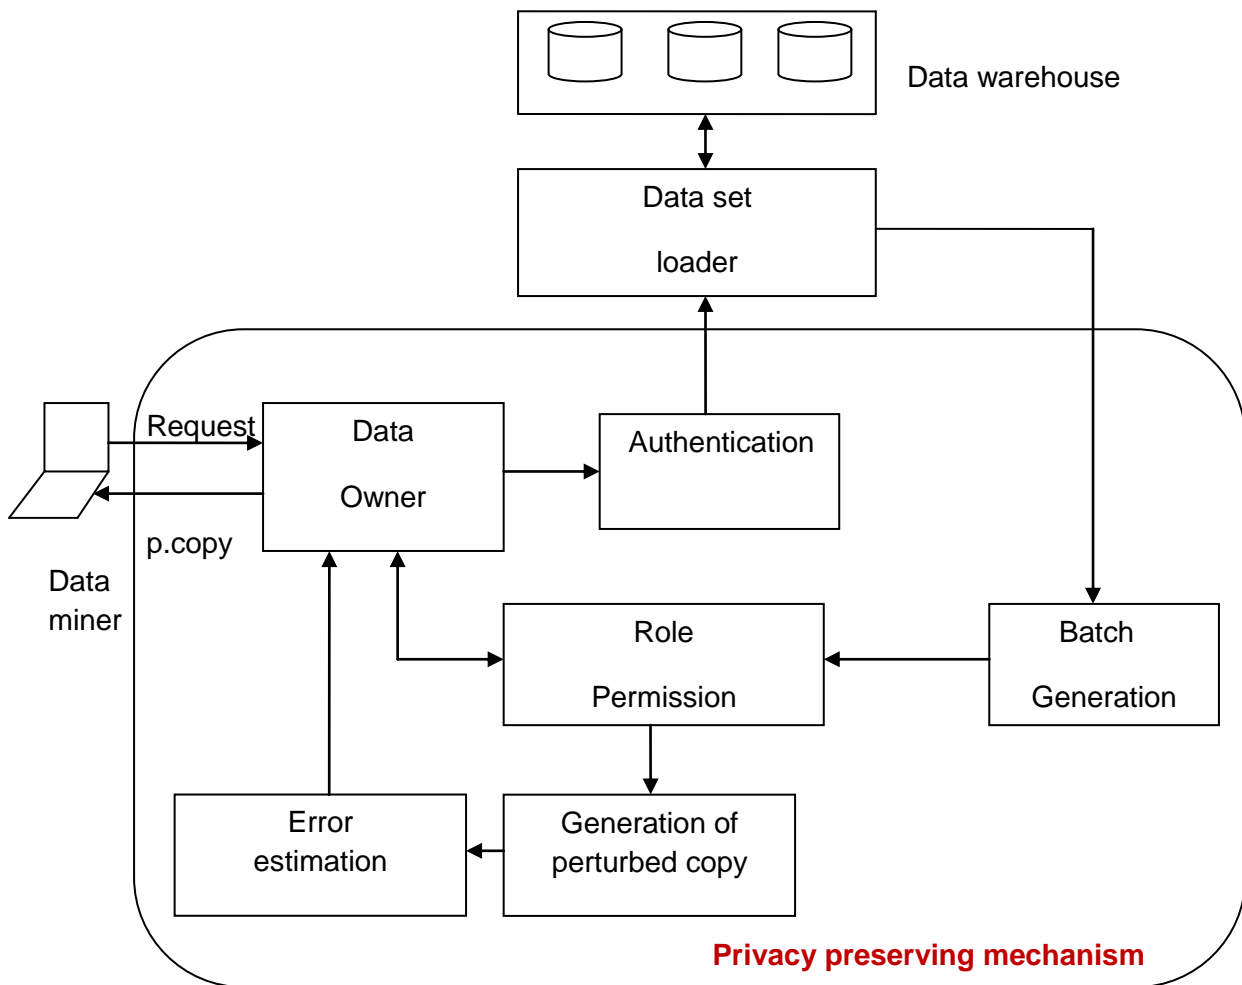 Data warehouse
Data set
loader
Request
Data
Owner
Authentication
p.copy
Data
miner
Role
Permission
Batch
Generation
Error
estimation
Generation of
perturbed copy
Privacy preserving mechanism